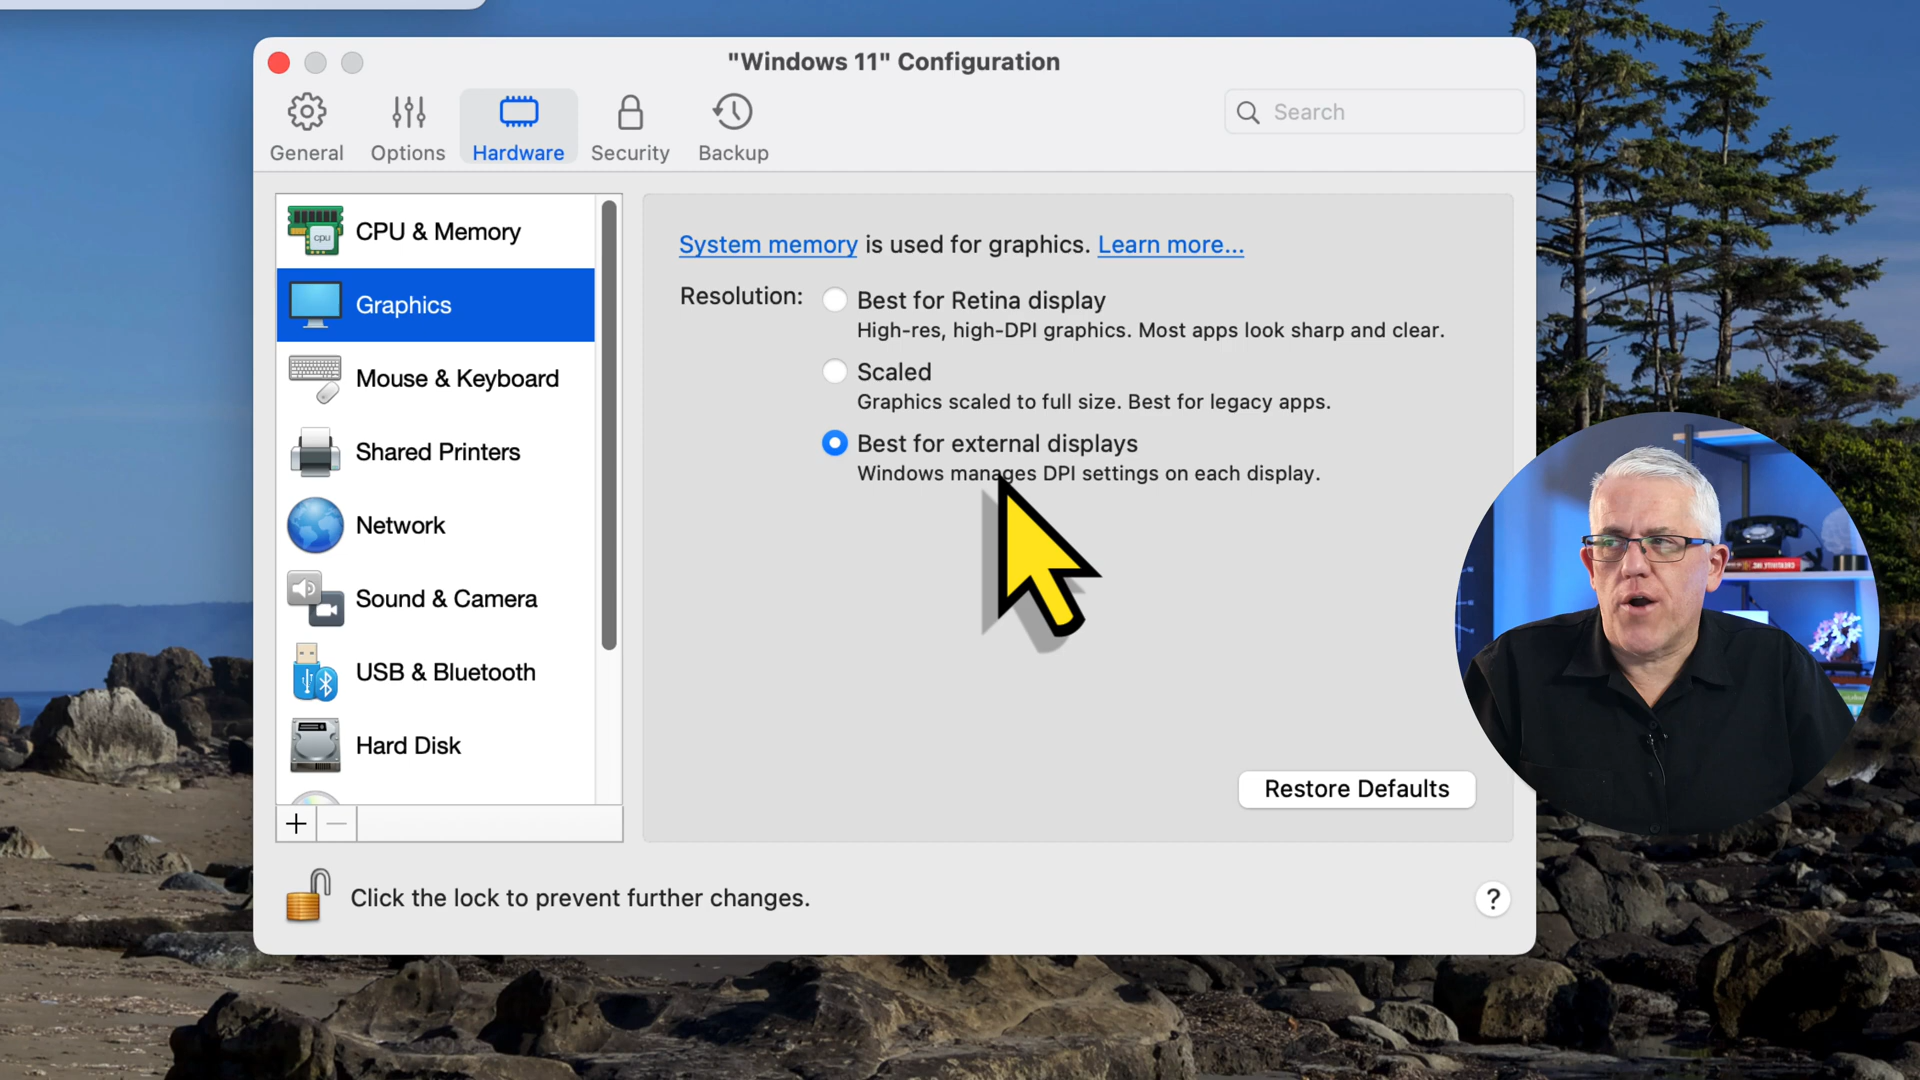 "Windows 11" Configuration
General
Options
Hardware
Security
Backup
Search
CPU & Memory
cpu
Graphics
Mouse & Keyboard
Shared Printers
Network
Sound & Camera
USB & Bluetooth
Hard Disk
System memory is used for graphics. Learn more...
Resolution:
Best for Retina display
High-res, high-DPI graphics. Most apps look sharp and clear.
Scaled
Graphics scaled to full size. Best for legacy apps.
Best for external displays
Windows manages DPI settings on each display.
Restore Defaults
Click the lock to prevent further changes.
?